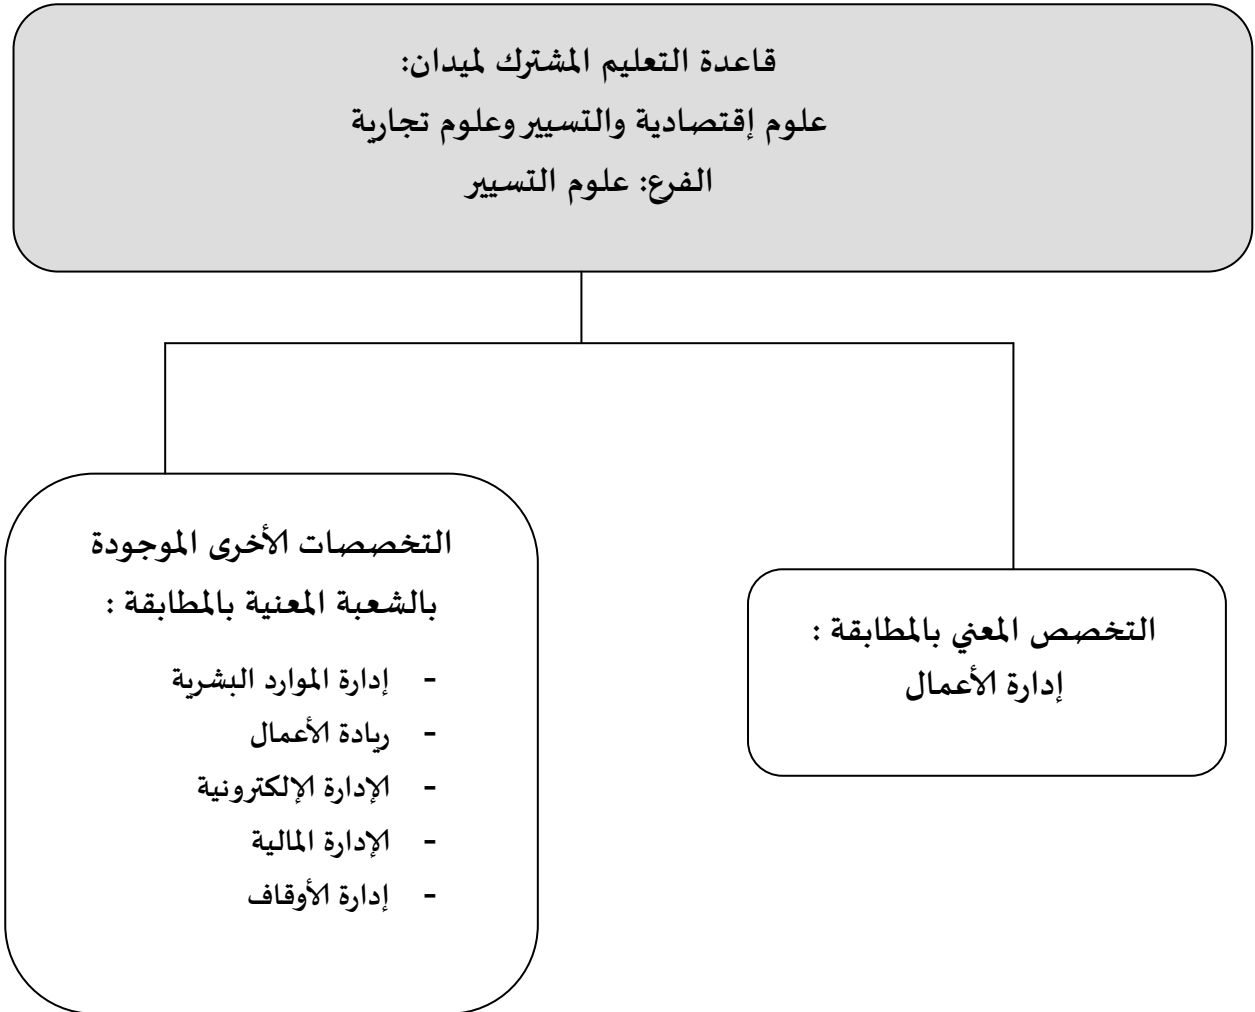 قاعدة التعليم المشترك لميدان:
علوم إقتصادية والتسيير وعلوم تجارية
الفرع: علوم التسيير
التخصص المعني بالمطابقة :
إدارة الأعمال
التخصصات الأخرى الموجودة
بالشعبة المعنية بالمطابقة :
- إدارة الموارد البشرية
- ريادة الأعمال
- الإدارة الإلكترونية
- الإدارة المالية
- إدارة الأوقاف